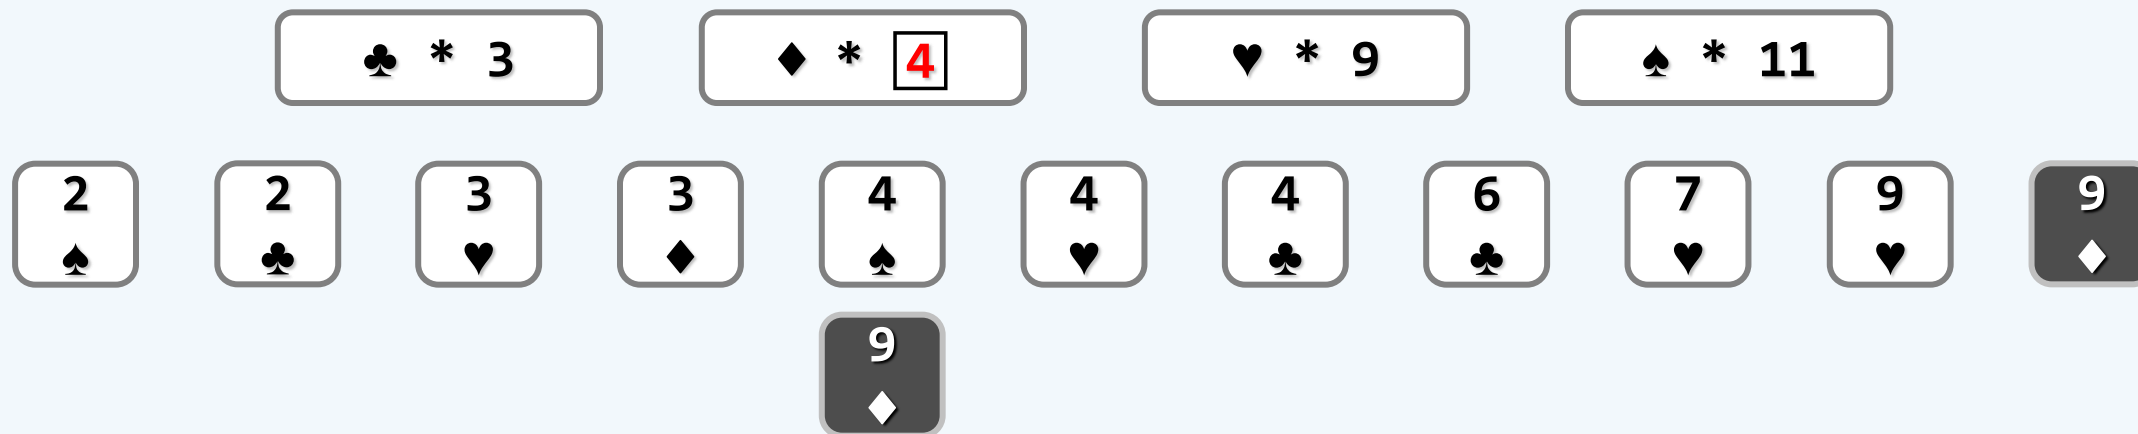 ♣ * 3 ♦ * 4 ♥ * 9 ♠ * 11
2 2 3 3 4 4 4 6 7 9 9
♠ ♣ ♥ ♦ ♠ ♥ ♣ ♣ ♥ ♥ ♦
9
♦